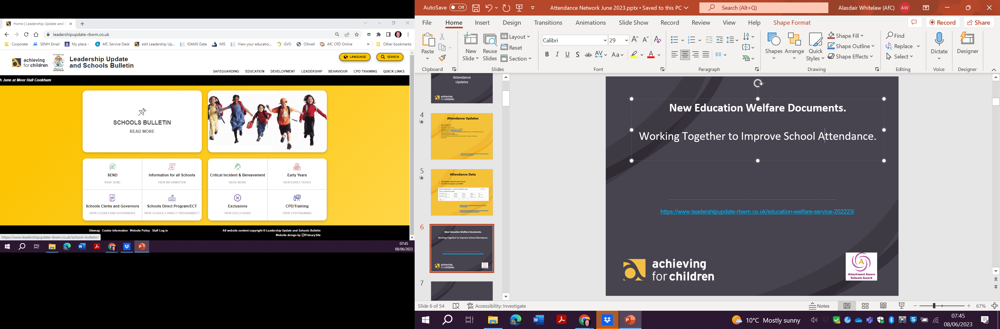 Home | Leadership Update and S
leadershipupdate-rbwm.co.uk
Corporate
SEMH Email
My place -
AfC Service Desk
edit Leadership Up...
IDAMS Data
IMS
View your educatio...
GVO
OXwell
AfC CPD Online
»
Other bookmarks
achieving
for children
Leadership Update
and Schools Bulletin
LANGUAGE
SEARCH
SAFEGUARDING EDUCATION DEVELOPMENT LEADERSHIP BEHAVIOUR CPD TRAINING QUICK LINKS
h June at Moor Hall Cookham
SCHOOLS BULLETIN
READ MORE
SEND
VIEW SEND
Information for all Schools
VIEW INFORMATION
Critical Incident & Bereavement
READ MORE
Early Years
VIEW EARLY YEARS
Schools Clerks and Governors
VIEW CLERKS AND GOVERNORS
Schools Direct Program/ECT
VIEW SCHOOLS DIRECT PROGRAM/ECT
Exclusions
VIEW EXCLUSIONS
CPD/Training
VIEW CPD/TRAINING
Sitemap Cookie Information Website Policy Staff Log in
All website content copyright © Leadership Update and Schools Bulletin
Website design by PrimarySite
https://www.leadershipupdate-rbwm.co.uk/schools-bulletin/
07:45
08/06/2023
AutoSave Off
Attendance Network June 2023.pptx • Saved to this PC
Search (Alt+Q)
Alasdair Whitelaw (AfC) AW
File Home Insert Design Transitions Animations Slide Show Record Review View Help Shape Format
Record
Share
Paste
Clipboard
New
Slide
Reuse
Slides
Layout
Reset
Section
Slides
Calibri
29
Font
Paragraph
Shapes
Arrange
Quick
Styles
Shape Fill
Shape Outline
Shape Effects
Drawing
Find
Replace
Select
Editing
Dictate
Voice
Designer
Designer
Attendance
Updates
achieving
for children
4
Attendance Updates
5
Attendance Data
6
New Education Welfare Documents.
Working Together to Improve School Attendance.
achieving
for children
7
New Education Welfare Documents.
Working Together to Improve School Attendance.
https://www.leadershipupdate-rbwm.co.uk/education-welfare-service-202223/
achieving
for children
A
Attachment Aware
Schools Award
Slide 6 of 54
Accessibility: Investigate
Notes
67%
10°C Mostly sunny
07:45
08/06/2023